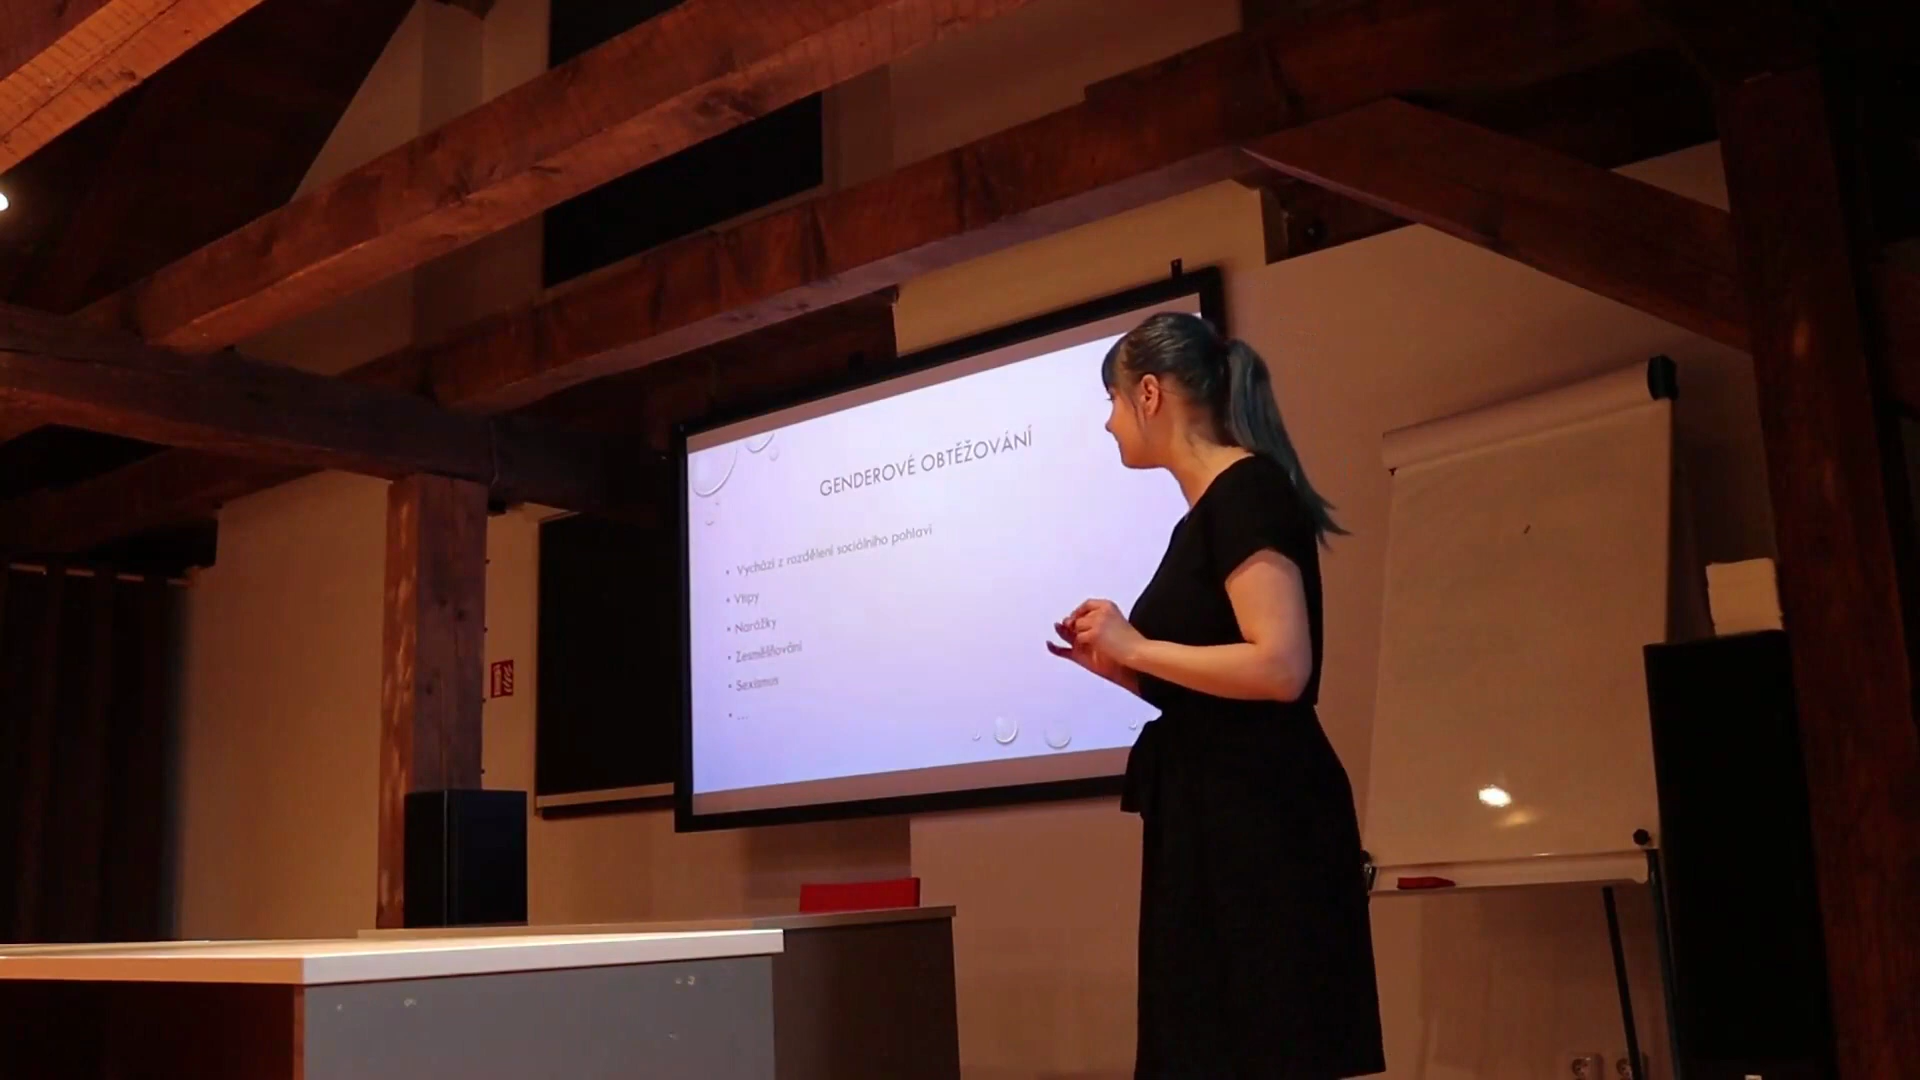 GENDEROVÉ OBTĚŽOVÁNÍ
• Vychází z rozdělení sociálního pohlaví
• Vtipy
• Narážky
• Zesměšňování
• Sexismus
• ...